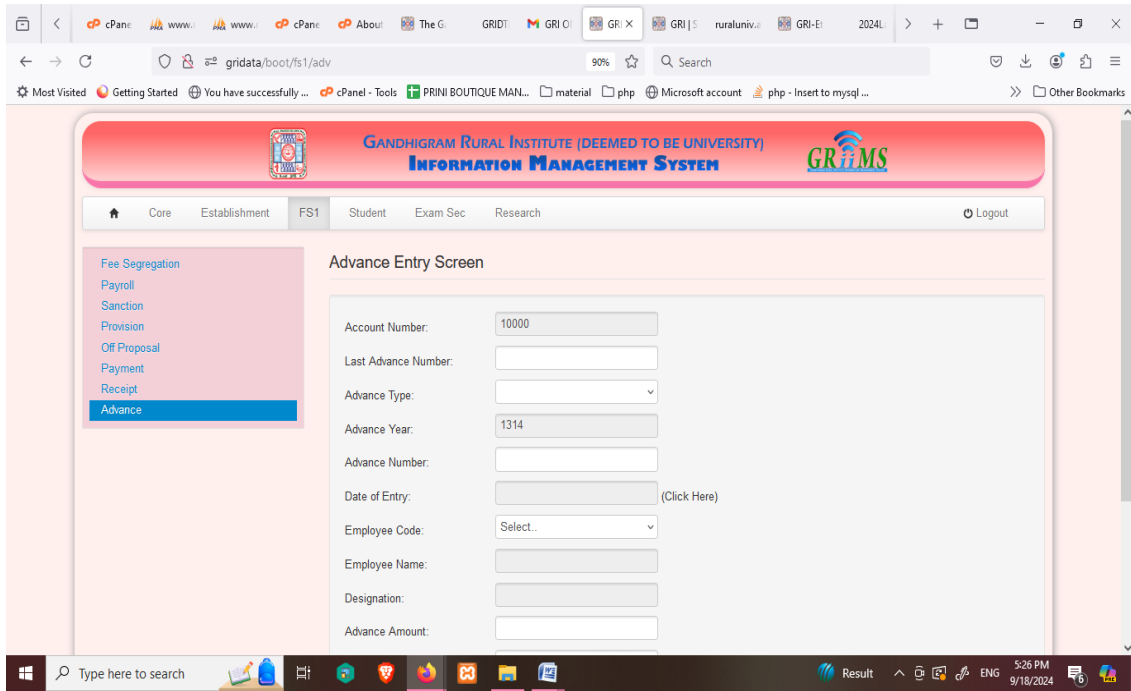 cPane www. www. cPane About The G GRIDT GRI O GRI GRI | S ruraluniv.a GRI-Et 2024L
gridata/boot/fs1/adv 90% Search
Most Visited Getting Started You have successfully ... cPanel - Tools PRINI BOUTIQUE MAN... material php Microsoft account php - Insert to mysql ... Other Bookmarks
GANDHIGRAM RURAL INSTITUTE (DEEMED TO BE UNIVERSITY)
INFORMATION MANAGEMENT SYSTEM
GRiiMS
Core Establishment FS1 Student Exam Sec Research Logout
Fee Segregation
Payroll
Sanction
Provision
Off Proposal
Payment
Receipt
Advance
Advance Entry Screen
Account Number: 10000
Last Advance Number:
Advance Type:
Advance Year: 1314
Advance Number:
Date of Entry: (Click Here)
Employee Code: Select..
Employee Name:
Designation:
Advance Amount:
Type here to search Result ENG 5:26 PM
9/18/2024 6